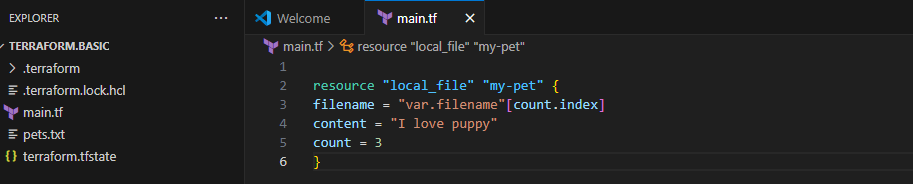 EXPLORER
···
Welcome
main.tf
TERRAFORM.BASIC
main.tf > resource "local_file" "my-pet"
.terraform
.terraform.lock.hcl
main.tf
pets.txt
terraform.tfstate
1
2 resource "local_file" "my-pet" {
3 filename = "var.filename"[count.index]
4 content = "I love puppy"
5 count = 3
6 }